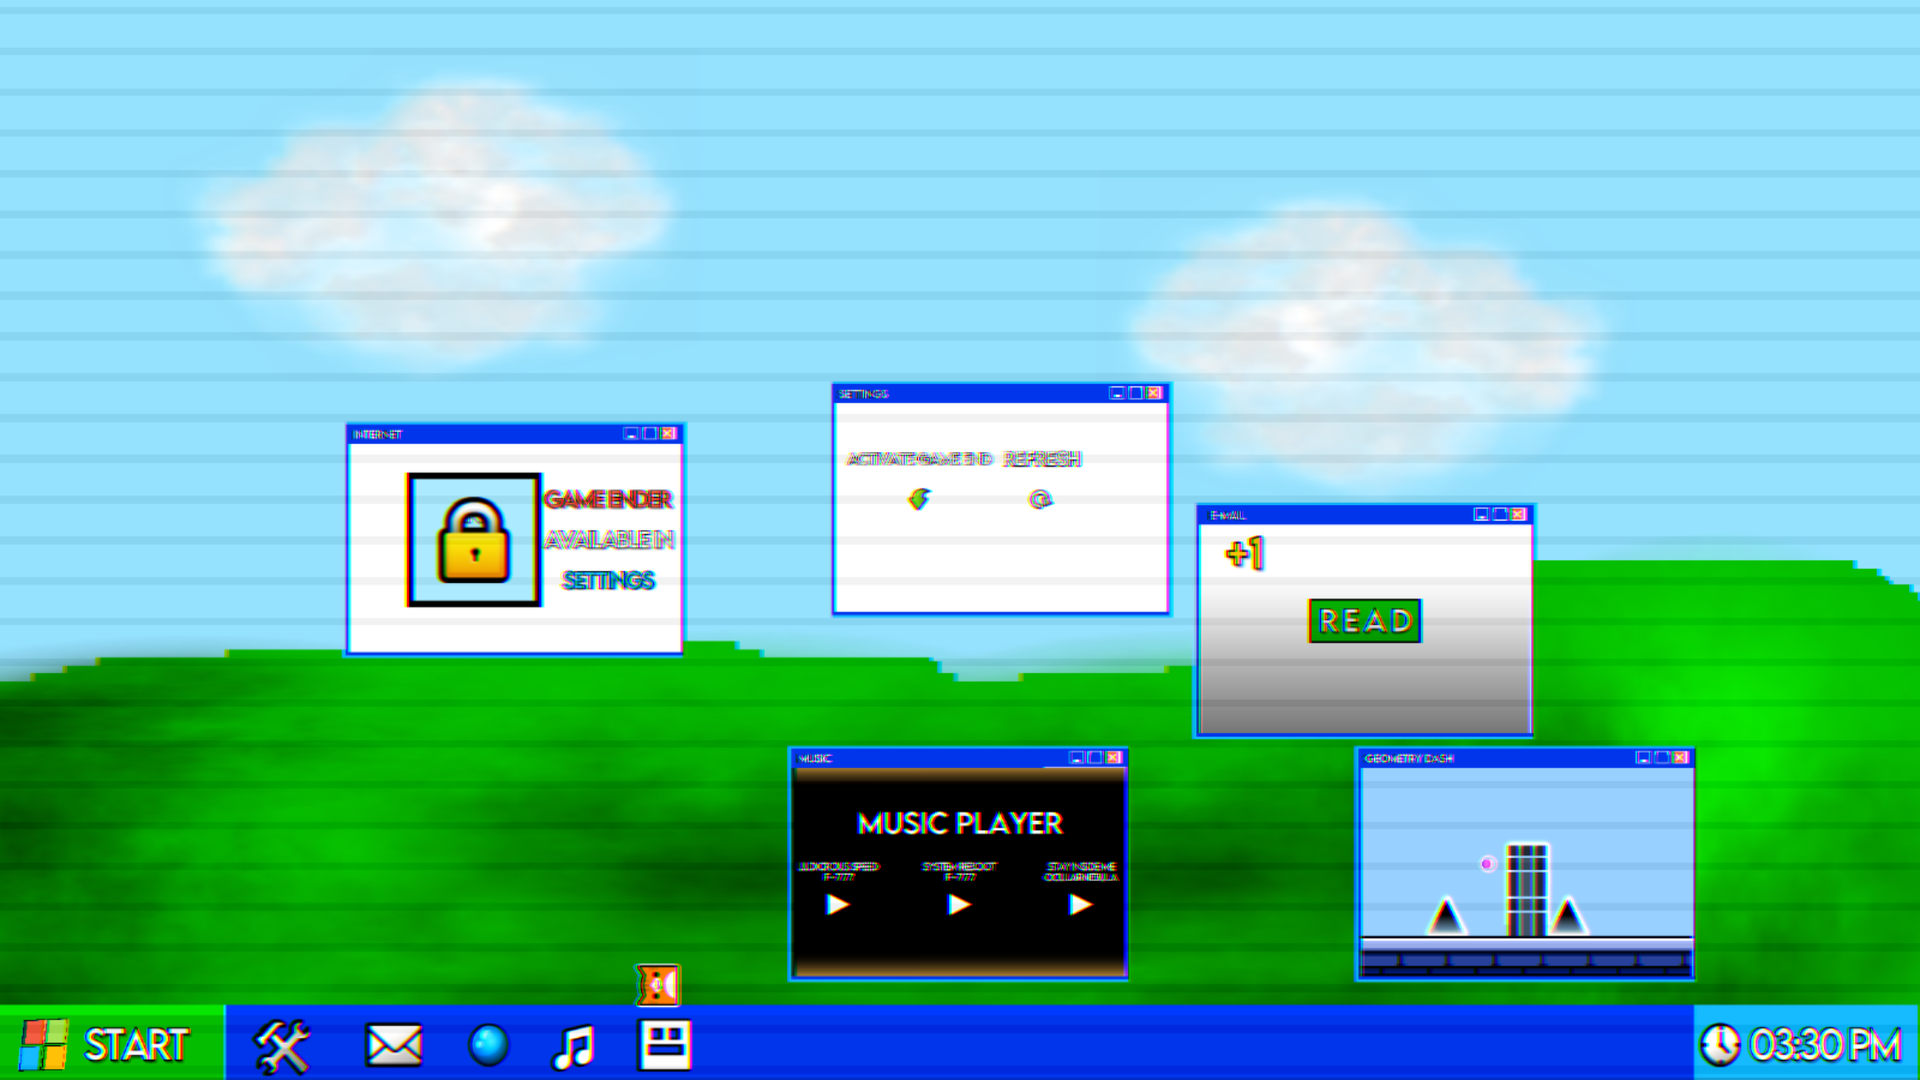 SETTINGS
ACTIVATE GAME END REFRESH
INTERNET
GAME ENDER
AVAILABLE IN
SETTINGS
E-MAIL
+1
READ
MUSIC
MUSIC PLAYER
LUDICROUS SPEED
F-777
SYSTEM REBOOT
F-777
STAY INSIDE ME
OCULARNEBULA
GEOMETRY DASH
START
03:30 PM